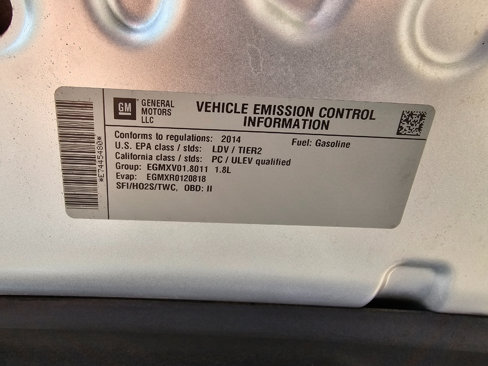 GM
GENERAL
MOTORS
LLC
VEHICLE EMISSION CONTROL
INFORMATION
Conforms to regulations: 2014 Fuel: Gasoline
U.S. EPA class / stds: LDV / TIER2
California class / stds: PC / ULEV qualified
Group: EGMXV01.8011 1.8L
Evap: EGMXR0120818
SFI/HO2S/TWC, OBD: II
*E74454S0*